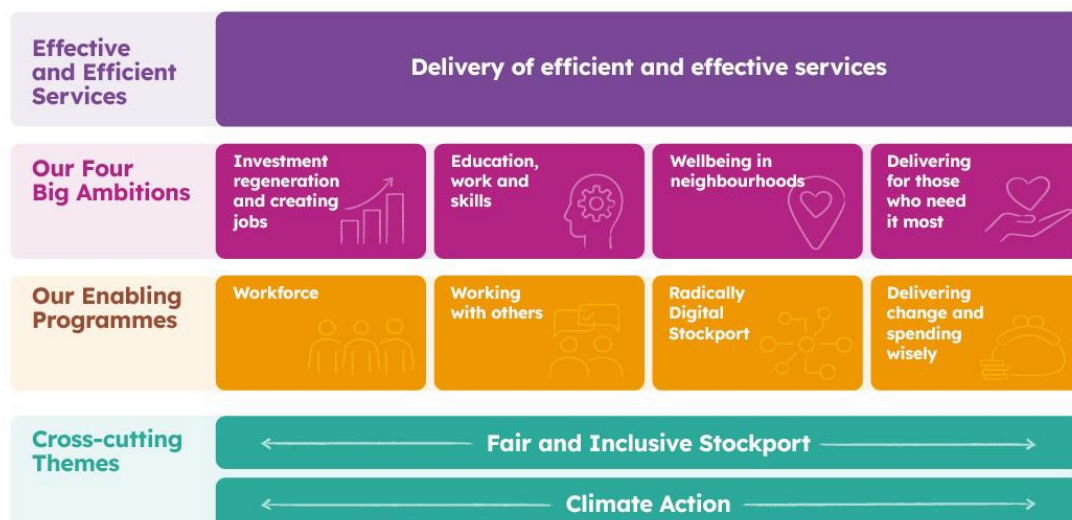 Effective
and Efficient
Services
Delivery of efficient and effective services
Our Four
Big Ambitions
Investment
regeneration
and creating
jobs
Education,
work and
skills
Wellbeing in
neighbourhoods
Delivering
for those
who need
it most
Our Enabling
Programmes
Workforce
Working
with others
Radically
Digital
Stockport
Delivering
change and
spending
wisely
Cross-cutting
Themes
Fair and Inclusive Stockport
Climate Action